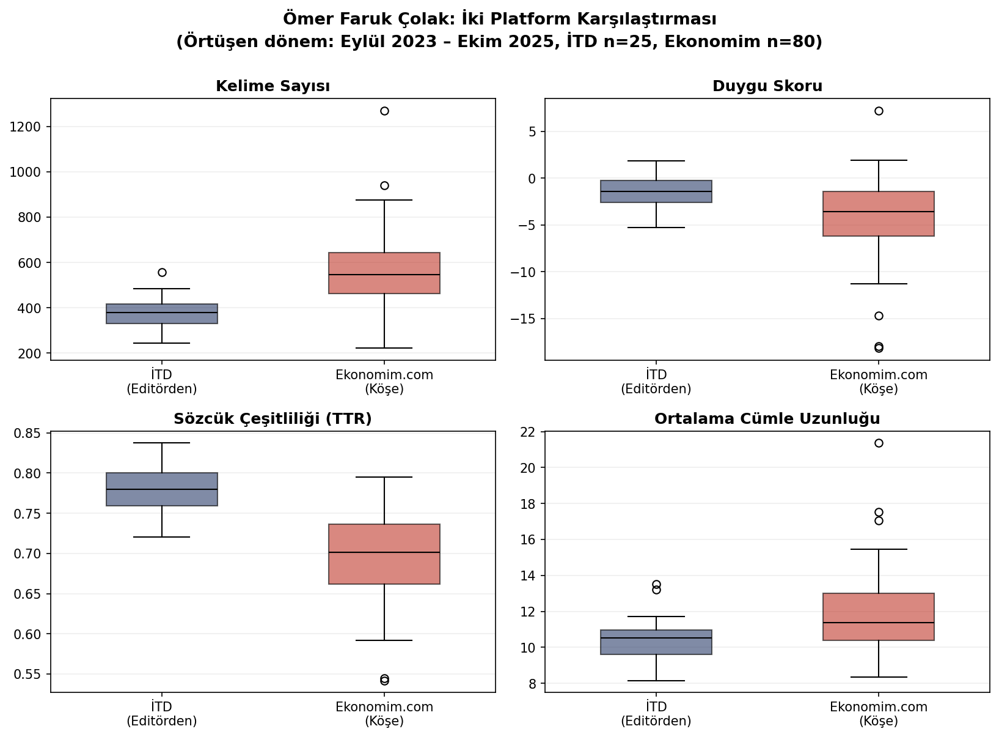 Ömer Faruk Çolak: İki Platform Karşılaştırması
(Örtüşen dönem: Eylül 2023 – Ekim 2025, İTD n=25, Ekonomim n=80)
Kelime Sayısı
1200
1000
800
600
400
200
İTD
(Editörden)
Ekonomim.com
(Köşe)
Duygu Skoru
5
0
−5
−10
−15
İTD
(Editörden)
Ekonomim.com
(Köşe)
Sözcük Çeşitliliği (TTR)
0.85
0.80
0.75
0.70
0.65
0.60
0.55
İTD
(Editörden)
Ekonomim.com
(Köşe)
Ortalama Cümle Uzunluğu
22
20
18
16
14
12
10
8
İTD
(Editörden)
Ekonomim.com
(Köşe)